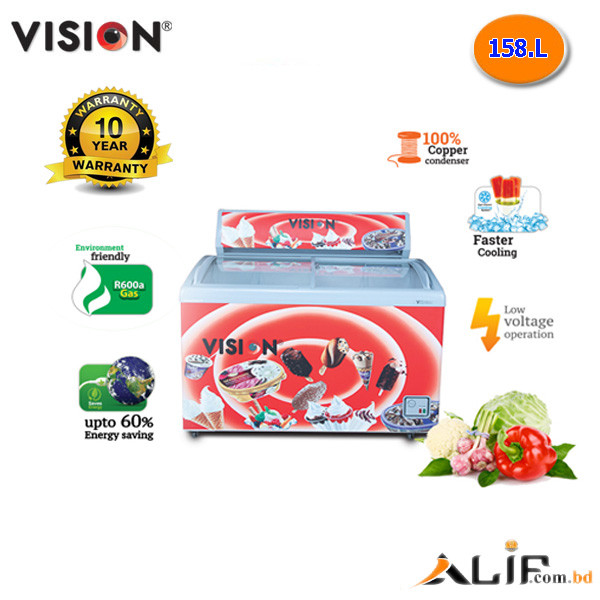 VISION®
158.L
WARRANTY
10
YEAR
WARRANTY
100%
Copper
condenser
Faster
Cooling
Environment
friendly
R600a
Gas
Low
voltage
operation
upto 60%
Energy saving
VISION
VISION
ALIF.com.bd